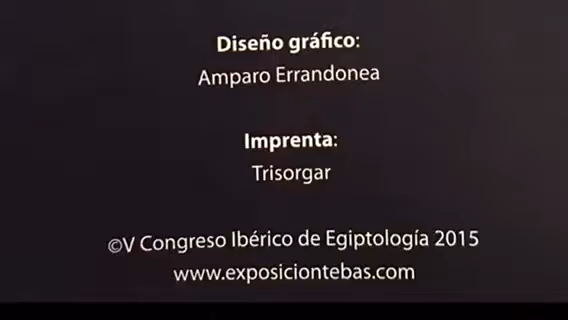 Diseño gráfico:
Amparo Errandonea
Imprenta:
Trisorgar
©V Congreso Ibérico de Egiptología 2015
www.exposiciontebas.com